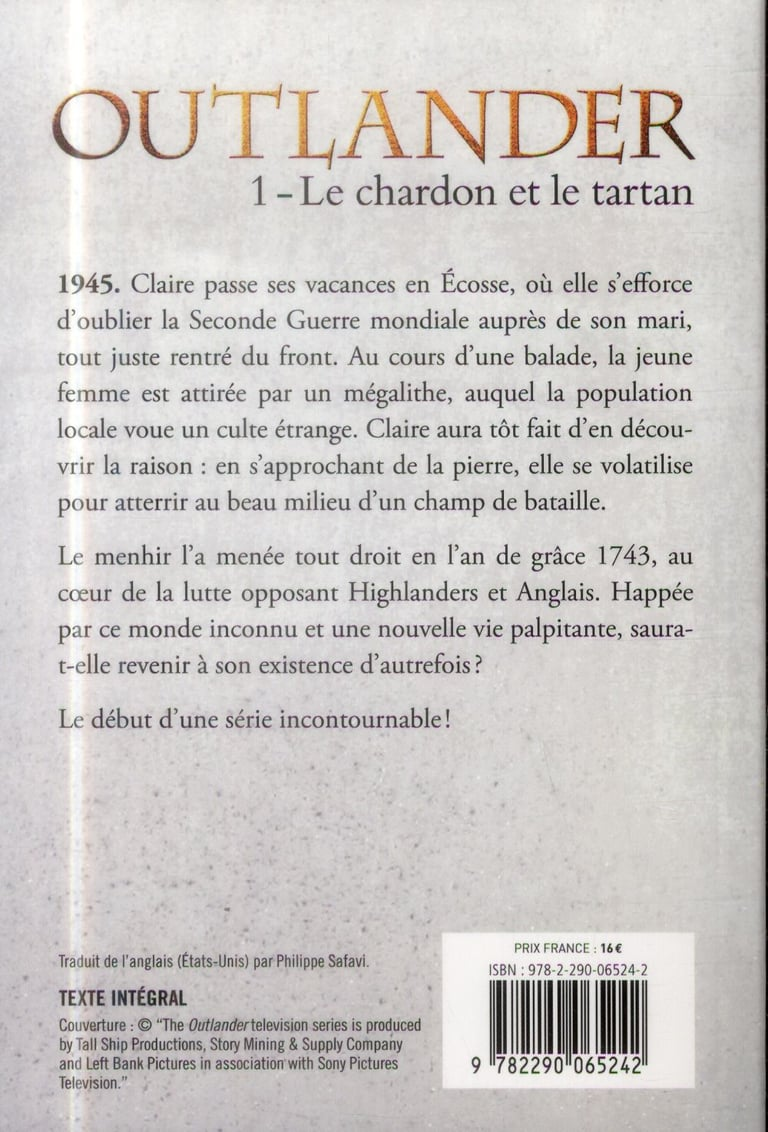 OUTLANDER
1 – Le chardon et le tartan
1945. Claire passe ses vacances en Écosse, où elle s'efforce
d'oublier la Seconde Guerre mondiale auprès de son mari,
tout juste rentré du front. Au cours d'une balade, la jeune
femme est attirée par un mégalithe, auquel la population
locale voue un culte étrange. Claire aura tôt fait d'en décou-
vrir la raison : en s'approchant de la pierre, elle se volatilise
pour atterrir au beau milieu d'un champ de bataille.
Le menhir l'a menée tout droit en l'an de grâce 1743, au
cœur de la lutte opposant Highlanders et Anglais. Happée
par ce monde inconnu et une nouvelle vie palpitante, saura-
t-elle revenir à son existence d'autrefois ?
Le début d'une série incontournable !
Traduit de l'anglais (États-Unis) par Philippe Safavi.
TEXTE INTÉGRAL
Couverture : © "The Outlander television series is produced
by Tall Ship Productions, Story Mining & Supply Company
and Left Bank Pictures in association with Sony Pictures
Television."
PRIX FRANCE : 16 €
ISBN : 978-2-290-06524-2
9 782290 065242